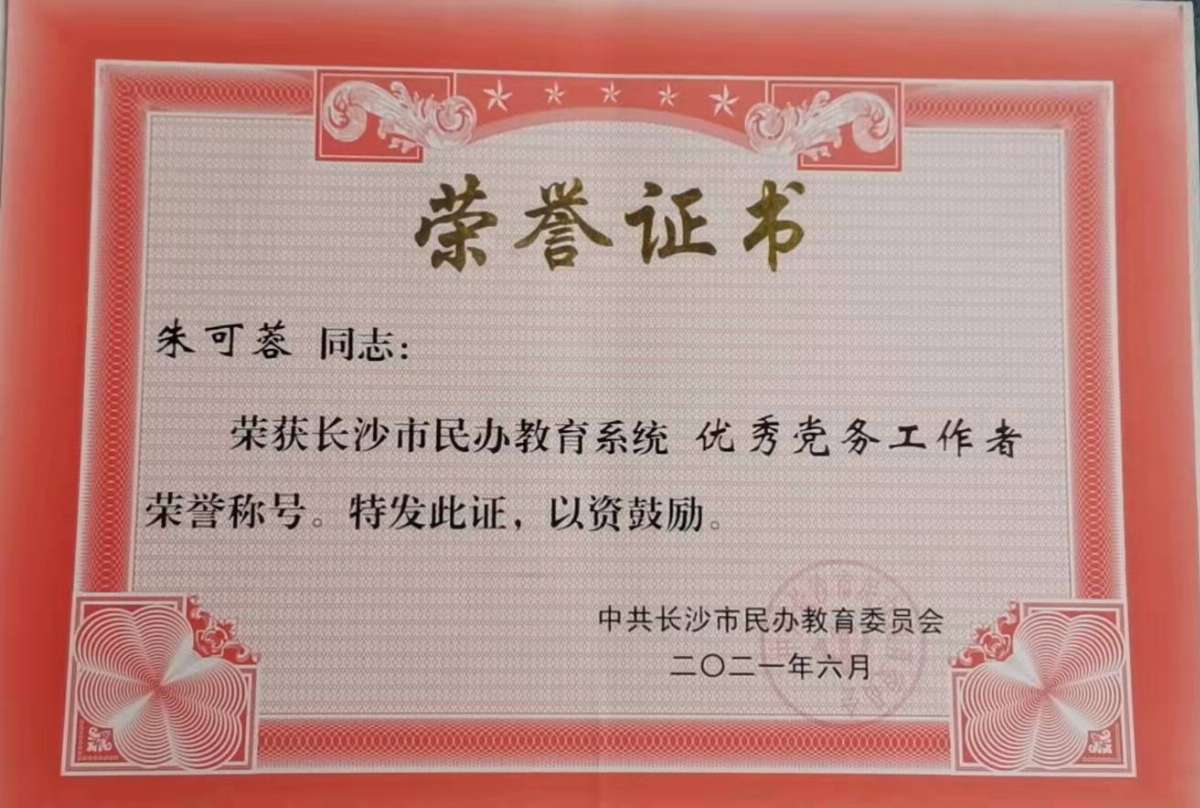 荣誉证书
朱可蓉 同志：
荣获长沙市民办教育系统 优秀党务工作者
荣誉称号。特发此证，以资鼓励。
中共长沙市民办教育委员会
二〇二一年六月